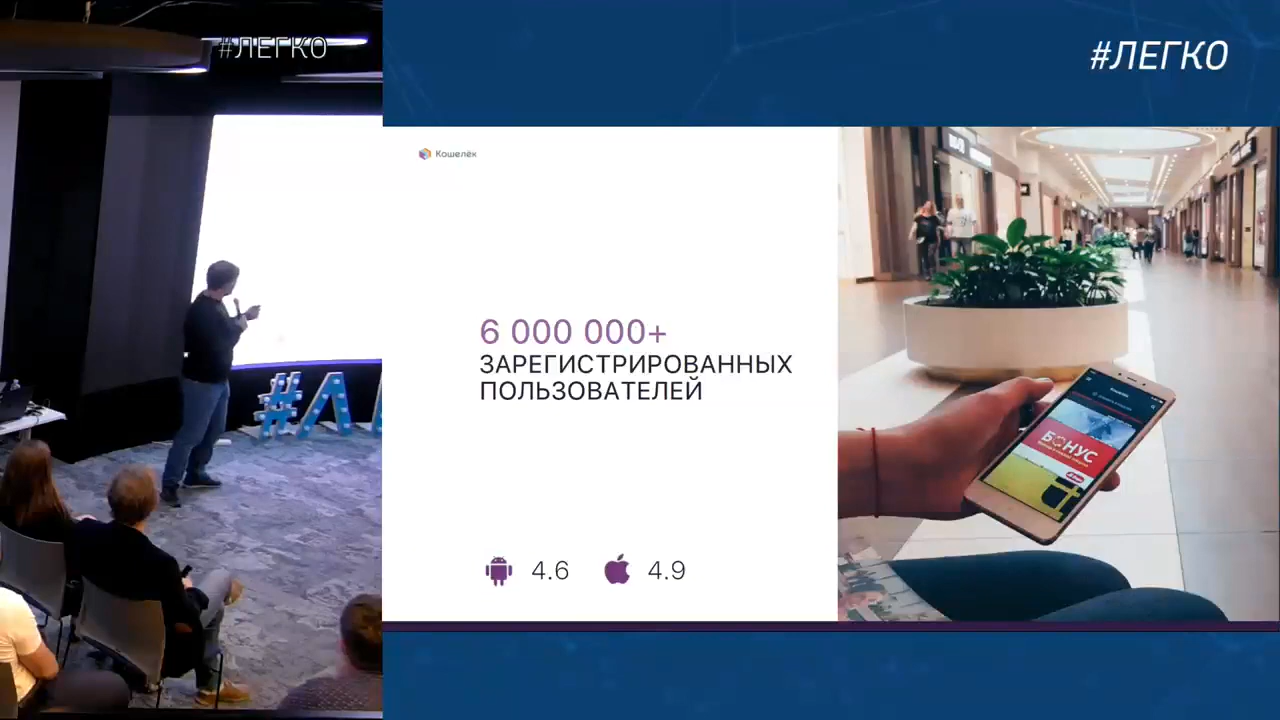 #ЛЕГКО
#ЛЕГКО
Кошелёк
6 000 000+
ЗАРЕГИСТРИРОВАННЫХ
ПОЛЬЗОВАТЕЛЕЙ
БОНУС
4.6
4.9